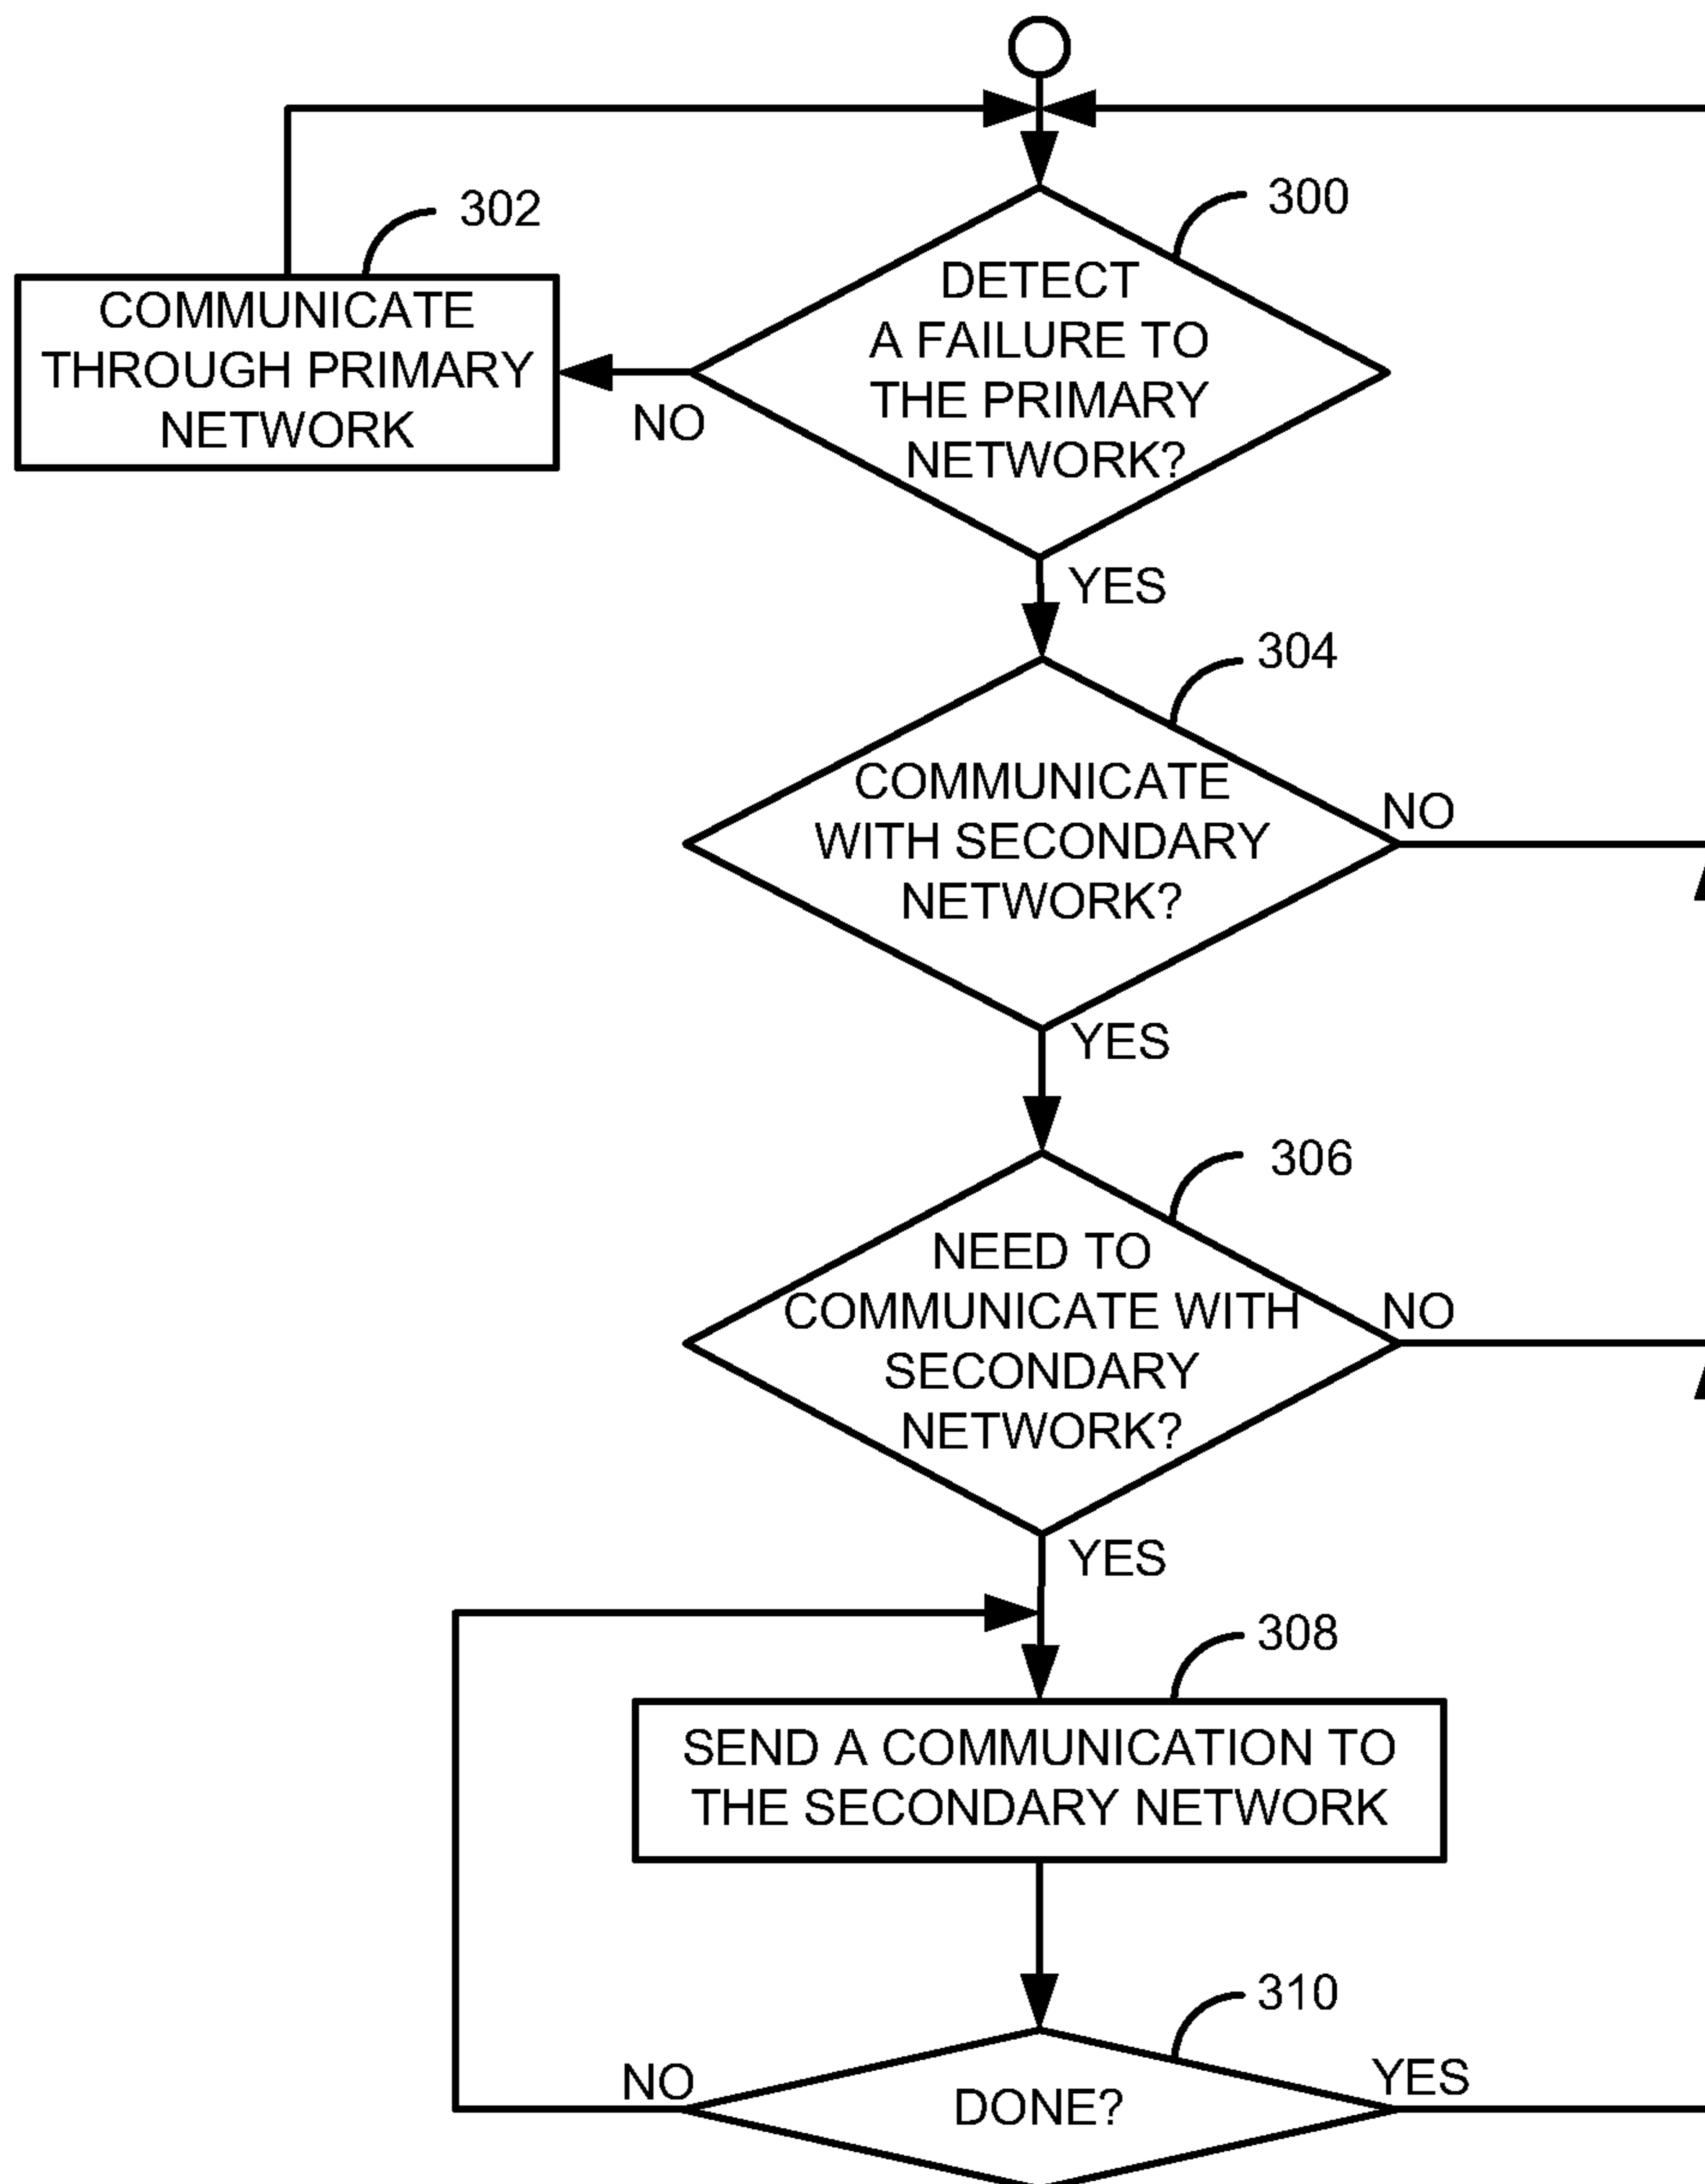 302
300
COMMUNICATE
THROUGH PRIMARY
NETWORK
DETECT
A FAILURE TO
THE PRIMARY
NETWORK?
NO
YES
304
COMMUNICATE
WITH SECONDARY
NETWORK?
NO
YES
306
NEED TO
COMMUNICATE WITH
SECONDARY
NETWORK?
NO
YES
308
SEND A COMMUNICATION TO
THE SECONDARY NETWORK
310
NO
DONE?
YES